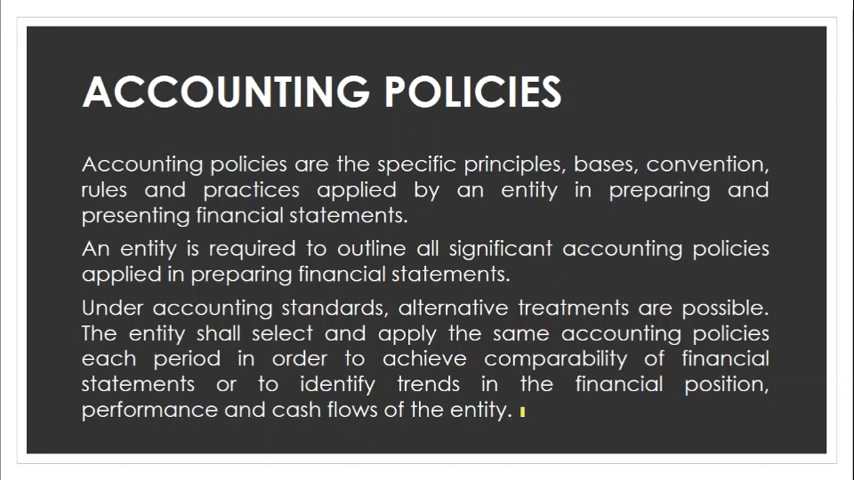 ACCOUNTING POLICIES
Accounting policies are the specific principles, bases, convention,
rules and practices applied by an entity in preparing and
presenting financial statements.
An entity is required to outline all significant accounting policies
applied in preparing financial statements.
Under accounting standards, alternative treatments are possible.
The entity shall select and apply the same accounting policies
each period in order to achieve comparability of financial
statements or to identify trends in the financial position,
performance and cash flows of the entity.